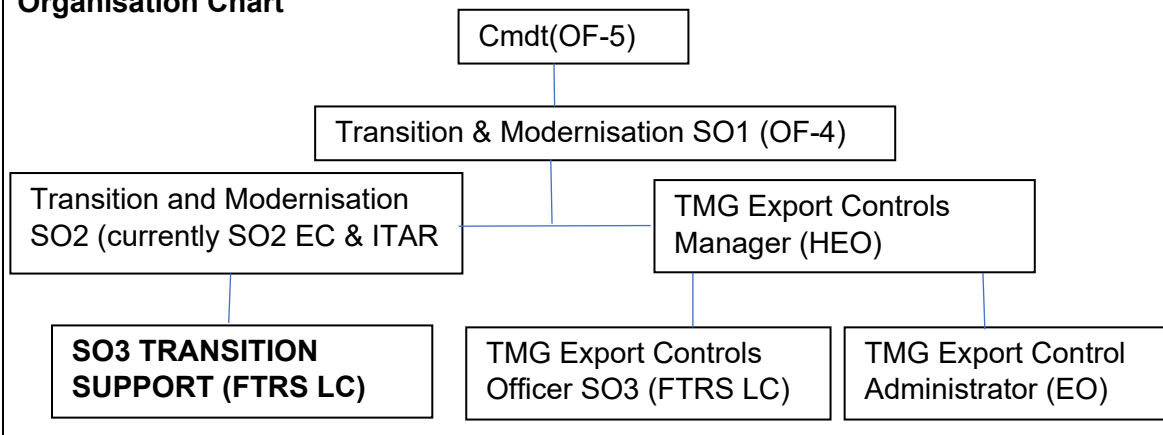 Organisation Chart
Cmdt(OF-5)
Transition & Modernisation SO1 (OF-4)
Transition and Modernisation
SO2 (currently SO2 EC & ITAR
TMG Export Controls
Manager (HEO)
SO3 TRANSITION
SUPPORT (FTRS LC)
TMG Export Controls
Officer SO3 (FTRS LC)
TMG Export Control
Administrator (EO)